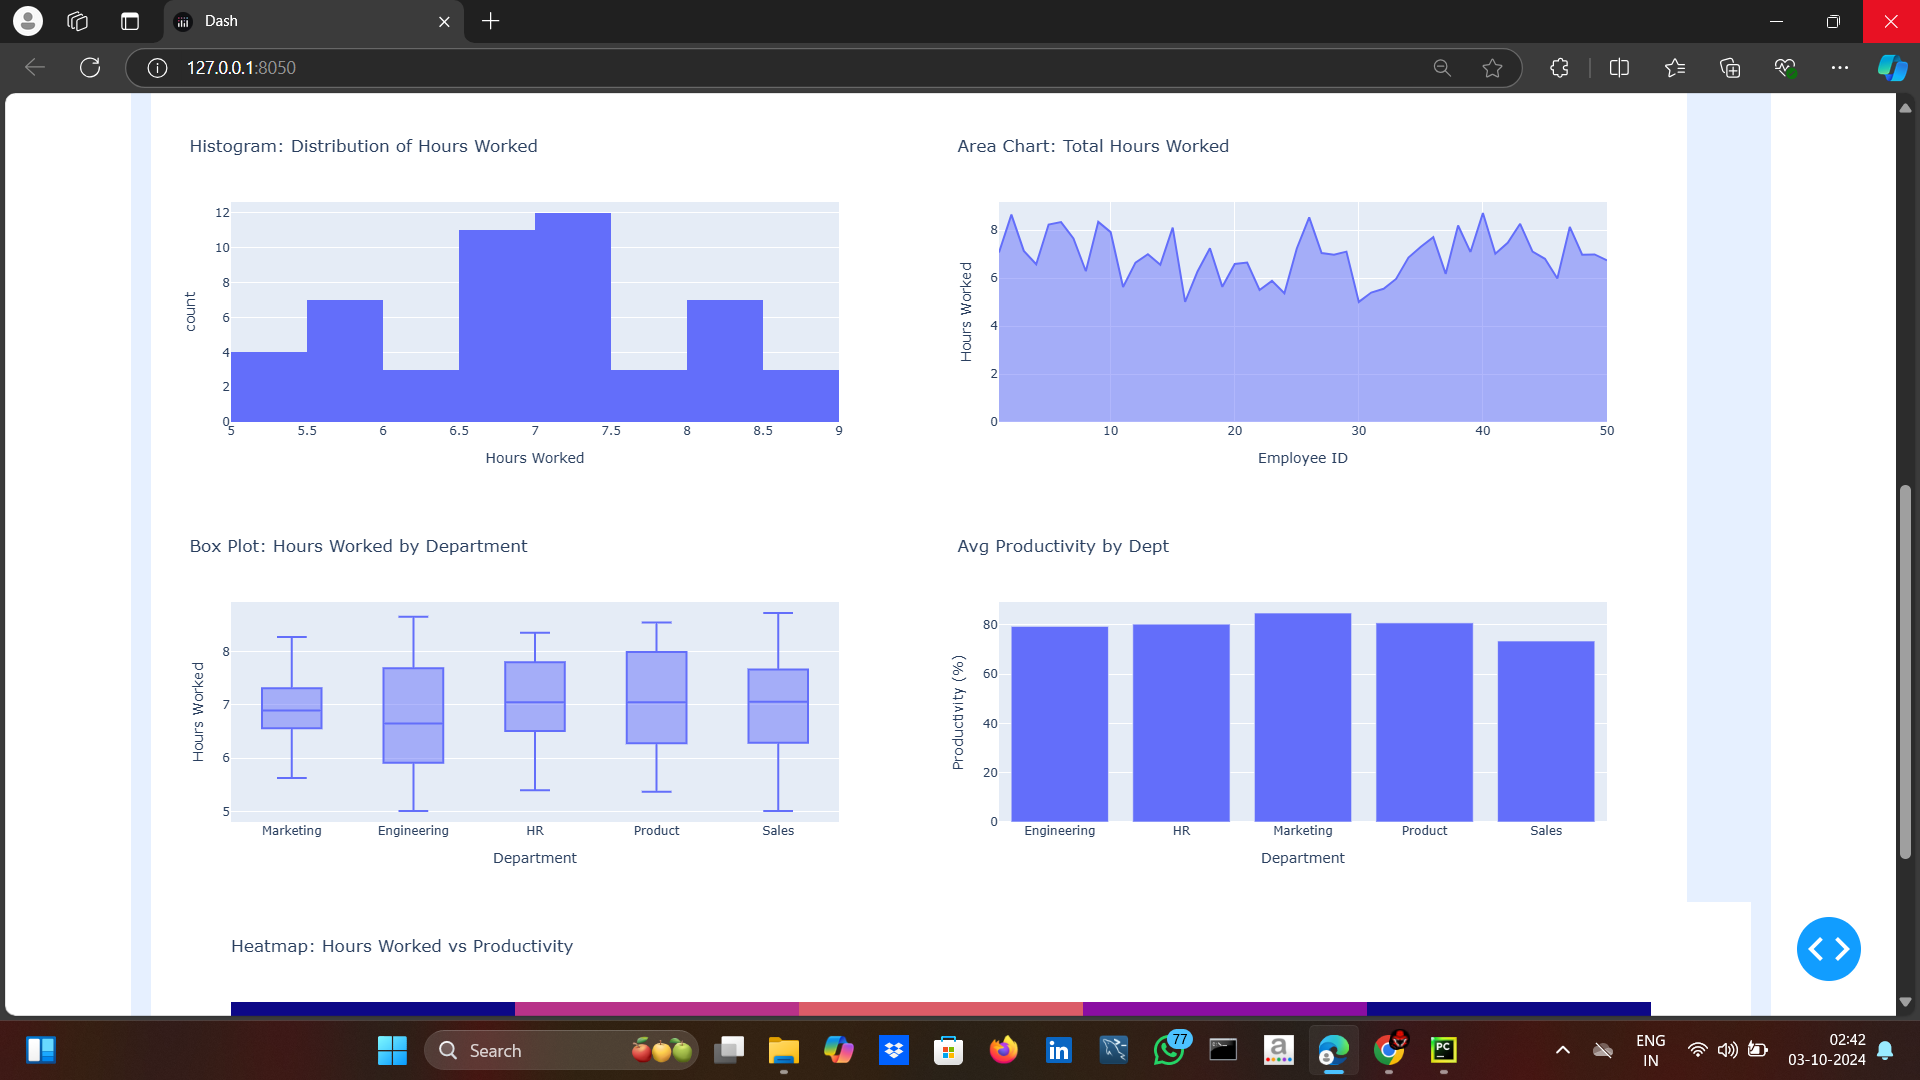 Dash
127.0.0.1:8050
Histogram: Distribution of Hours Worked
12
10
8
6
4
2
0
count
5
5.5
6
6.5
7
7.5
8
8.5
9
Hours Worked
Area Chart: Total Hours Worked
8
6
4
2
0
Hours Worked
10
20
30
40
50
Employee ID
Box Plot: Hours Worked by Department
8
7
6
5
Hours Worked
Marketing
Engineering
HR
Product
Sales
Department
Avg Productivity by Dept
80
60
40
20
0
Productivity (%)
Engineering
HR
Marketing
Product
Sales
Department
Heatmap: Hours Worked vs Productivity
Search
in
77
a
PC
ENG
IN
02:42
03-10-2024